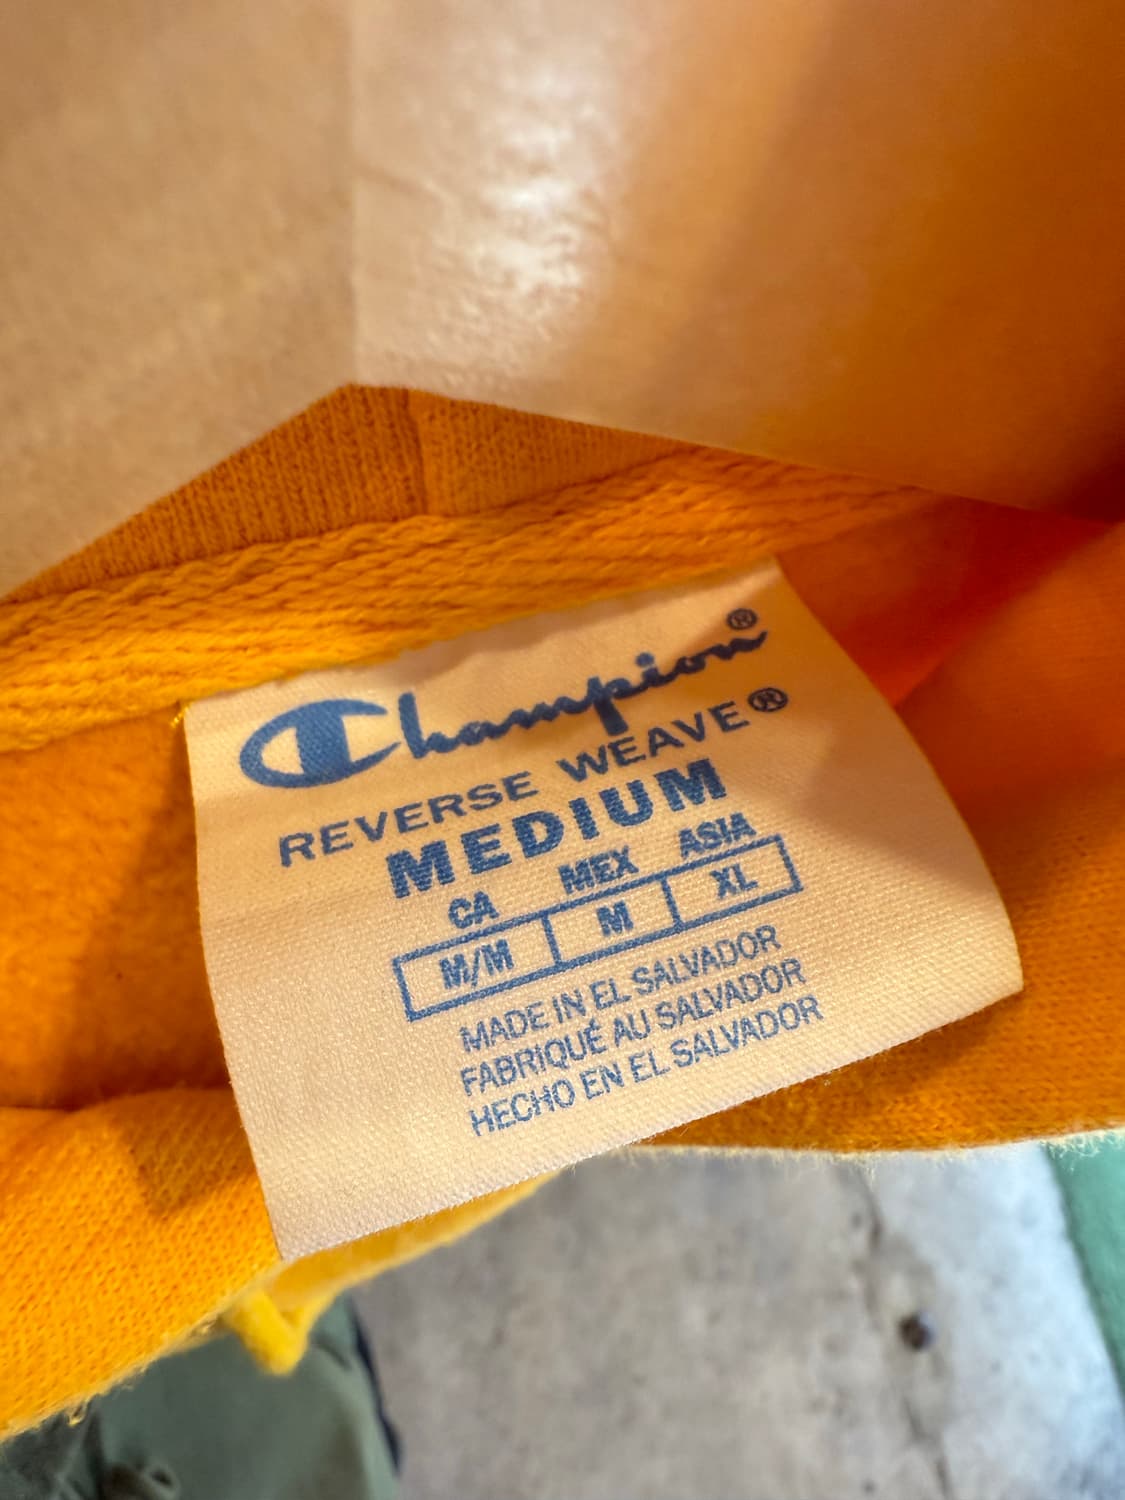 Champion®
REVERSE WEAVE®
MEDIUM
CA MEX ASIA
M/M M XL
MADE IN EL SALVADOR
FABRIQUÉ AU SALVADOR
HECHO EN EL SALVADOR